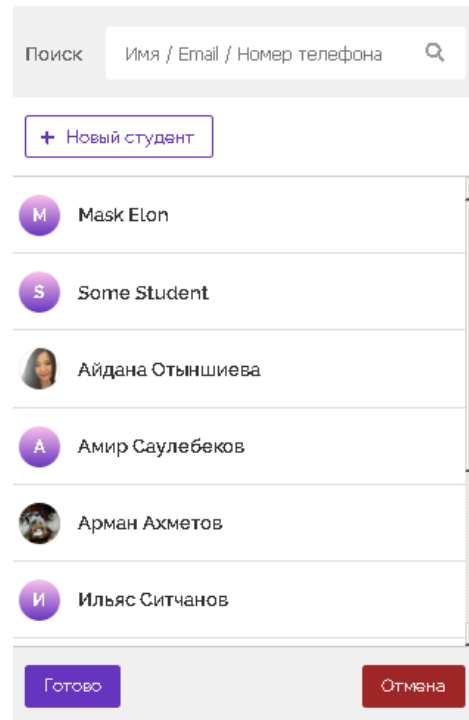 Поиск Имя / Email / Номер телефона
+ Новый студент
M Mask Elon
S Some Student
Айдана Отыншиева
А Амир Саулебеков
Арман Ахметов
И Ильяс Ситчанов
Готово Отмена